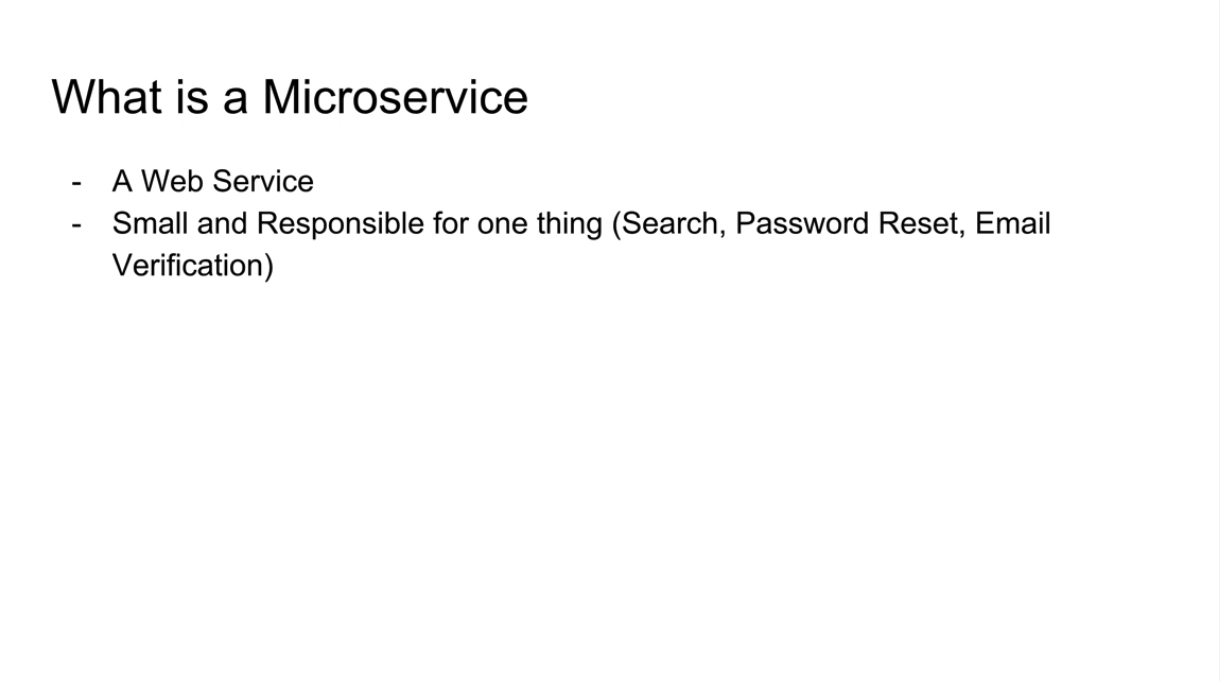 What is a Microservice
- A Web Service
- Small and Responsible for one thing (Search, Password Reset, Email
Verification)